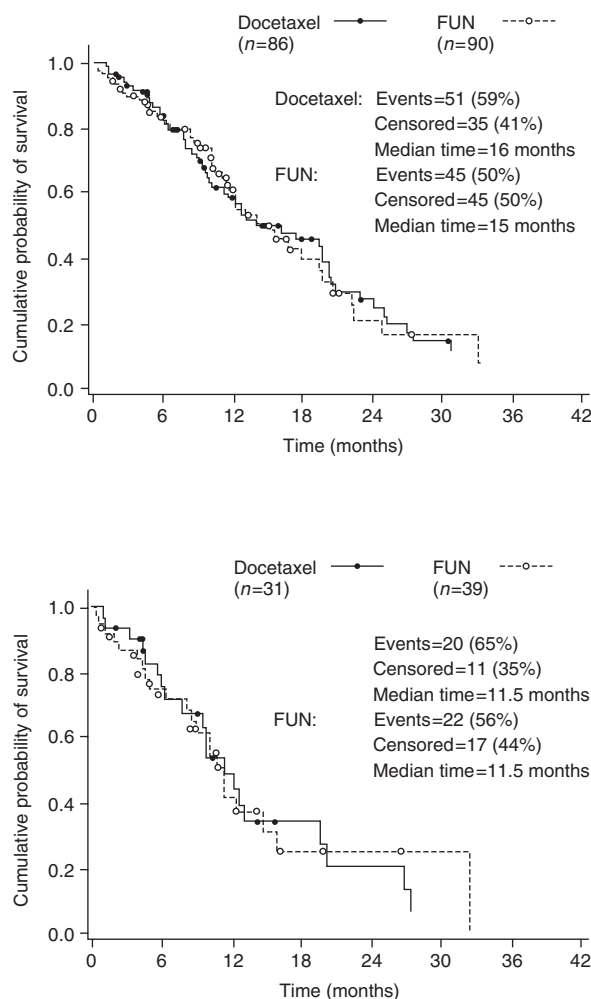 Docetaxel FUN
(n=86) (n=90)
1.0
0.8
0.6
0.4
0.2
0.0
Cumulative probability of survival
Docetaxel: Events=51 (59%)
Censored=35 (41%)
Median time=16 months
FUN: Events=45 (50%)
Censored=45 (50%)
Median time=15 months
0 6 12 18 24 30 36 42
Time (months)
Docetaxel FUN
(n=31) (n=39)
1.0
0.8
0.6
0.4
0.2
0.0
Cumulative probability of survival
Events=20 (65%)
Censored=11 (35%)
Median time=11.5 months
FUN: Events=22 (56%)
Censored=17 (44%)
Median time=11.5 months
0 6 12 18 24 30 36 42
Time (months)